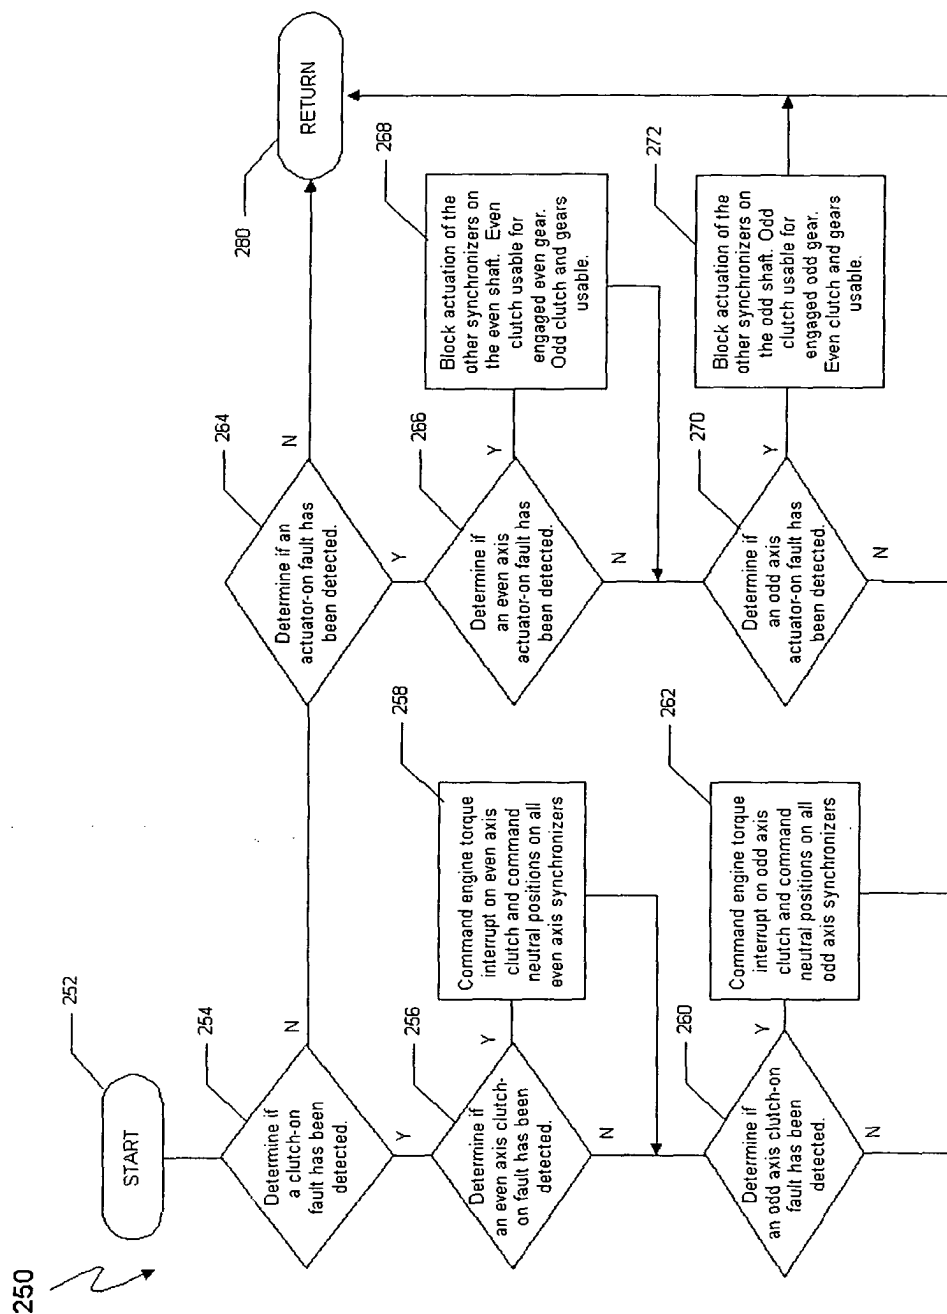 250
START
252
Determine if
a clutch-on
fault has been
detected.
254
N
Y
Determine if
an even axis clutch-
on fault has been
detected.
256
Y
N
Command engine torque
interrupt on even axis
clutch and command
neutral positions on all
even axis synchronizers
258
Determine if
an odd axis clutch-on
fault has been
detected.
260
Y
N
Command engine torque
interrupt on odd axis
clutch and command
neutral positions on all
odd axis synchronizers
262
Determine if an
actuator-on fault has
been detected.
264
N
Y
Determine if
an even axis
actuator-on fault has
been detected.
266
Y
N
Block actuation of the
other synchronizers on
the even shaft. Even
clutch usable for
engaged even gear.
Odd clutch and gears
usable.
268
Determine if
an odd axis
actuator-on fault has
been detected.
270
Y
N
Block actuation of the
other synchronizers on
the odd shaft. Odd
clutch usable for
engaged odd gear.
Even clutch and gears
usable.
272
RETURN
280